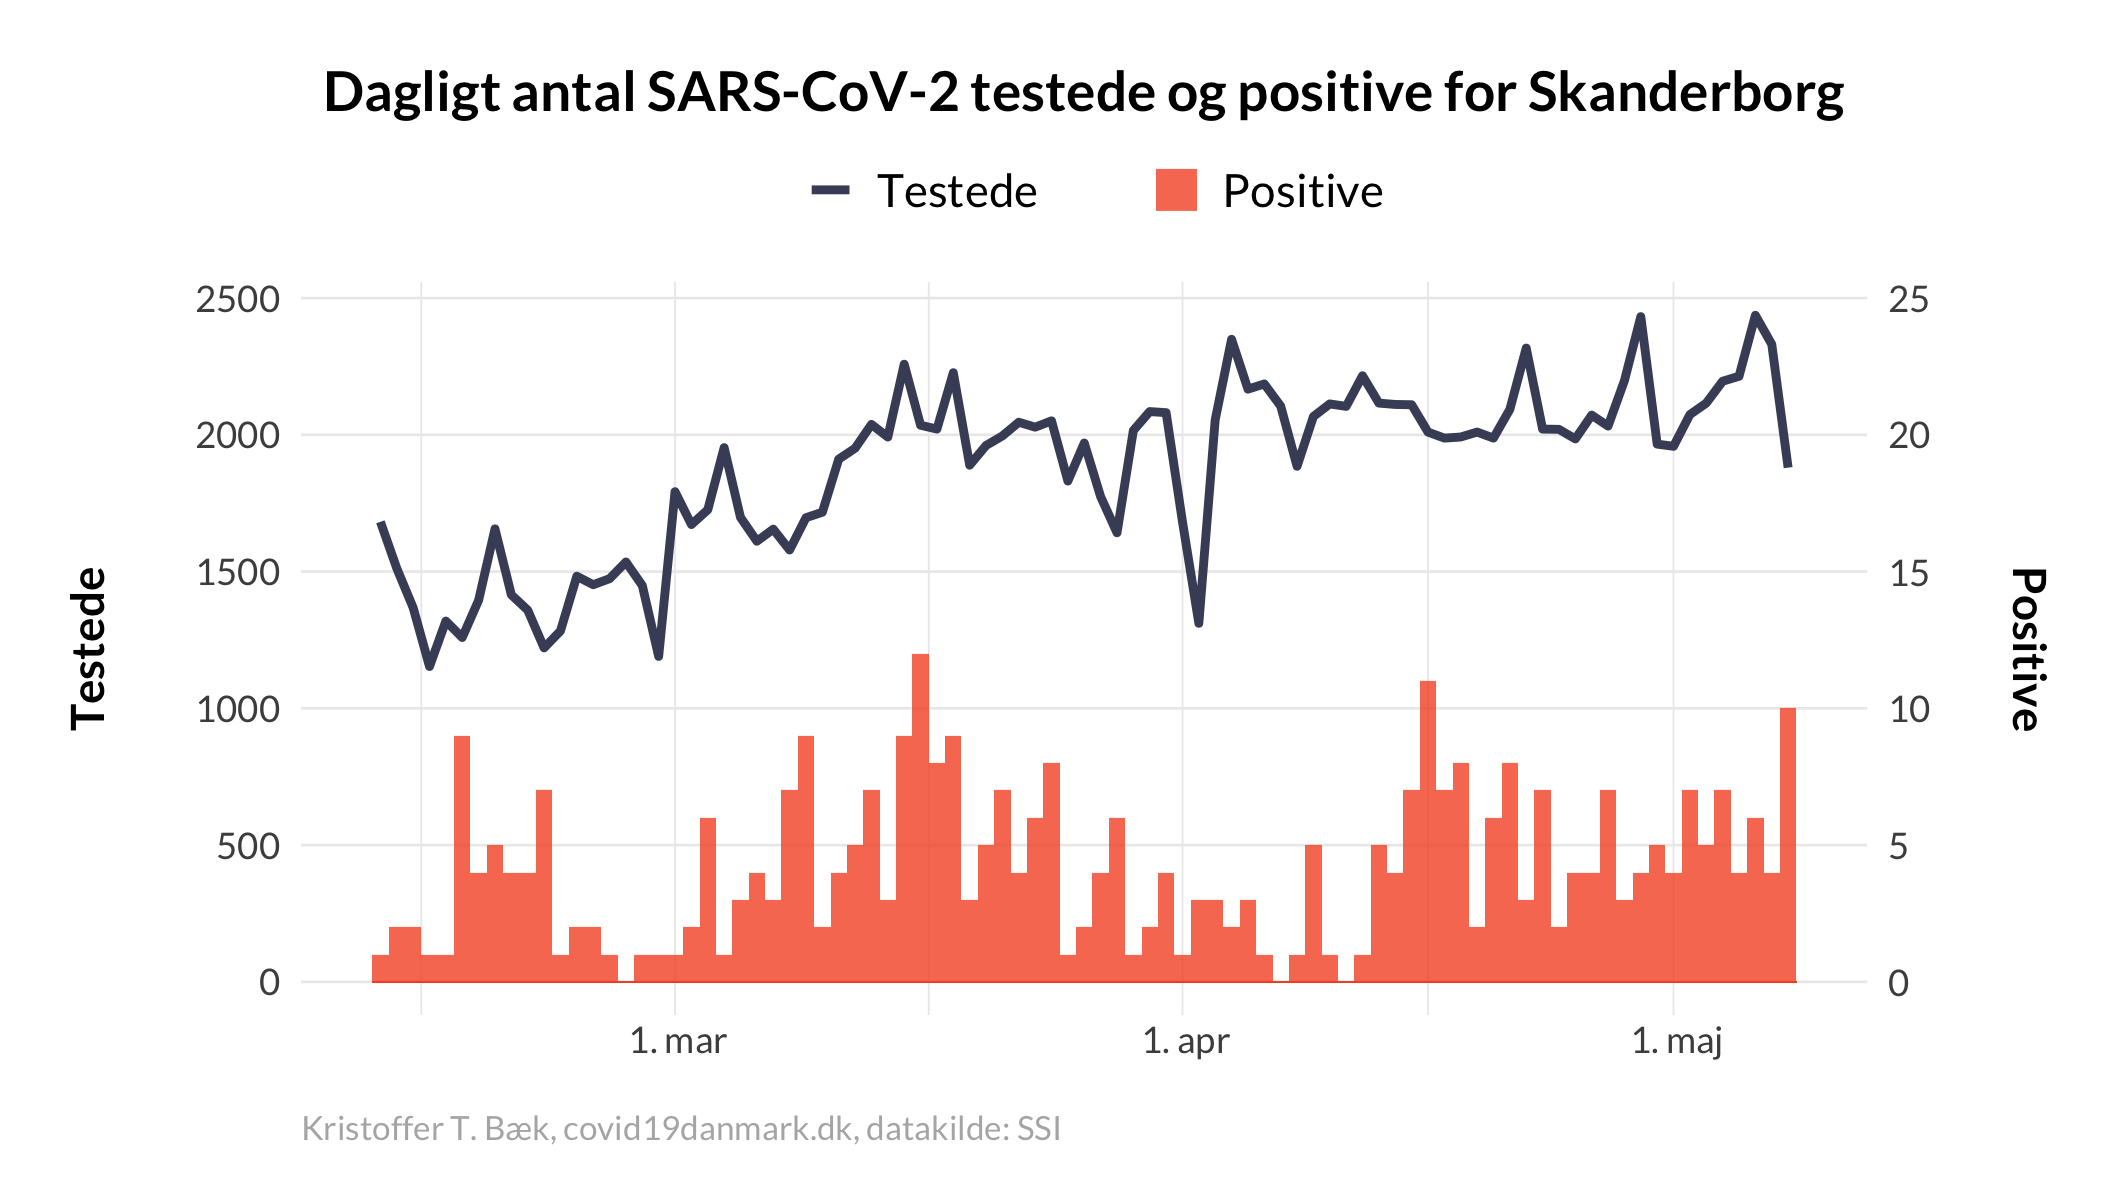 Dagligt antal SARS-CoV-2 testede og positive for Skanderborg
Testede
Positive
2500
2000
1500
1000
500
0
Testede
25
20
15
10
5
0
Positive
1. mar
1. apr
1. maj
Kristoffer T. Bæk, covid19danmark.dk, datakilde: SSI